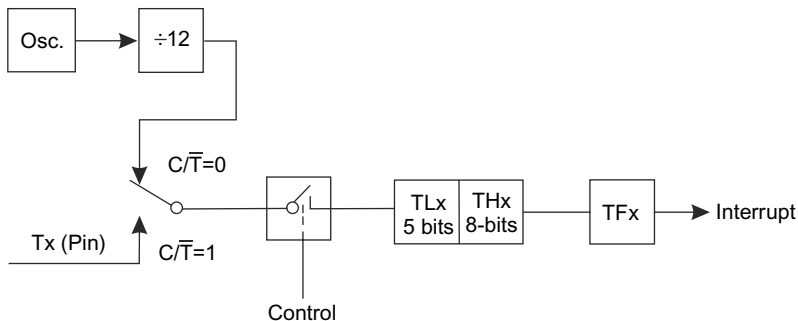 Osc.
÷12
C/T̅=0
TLx
5 bits
THx
8-bits
TFx
Interrupt
Tx (Pin)
C/T̅=1
Control